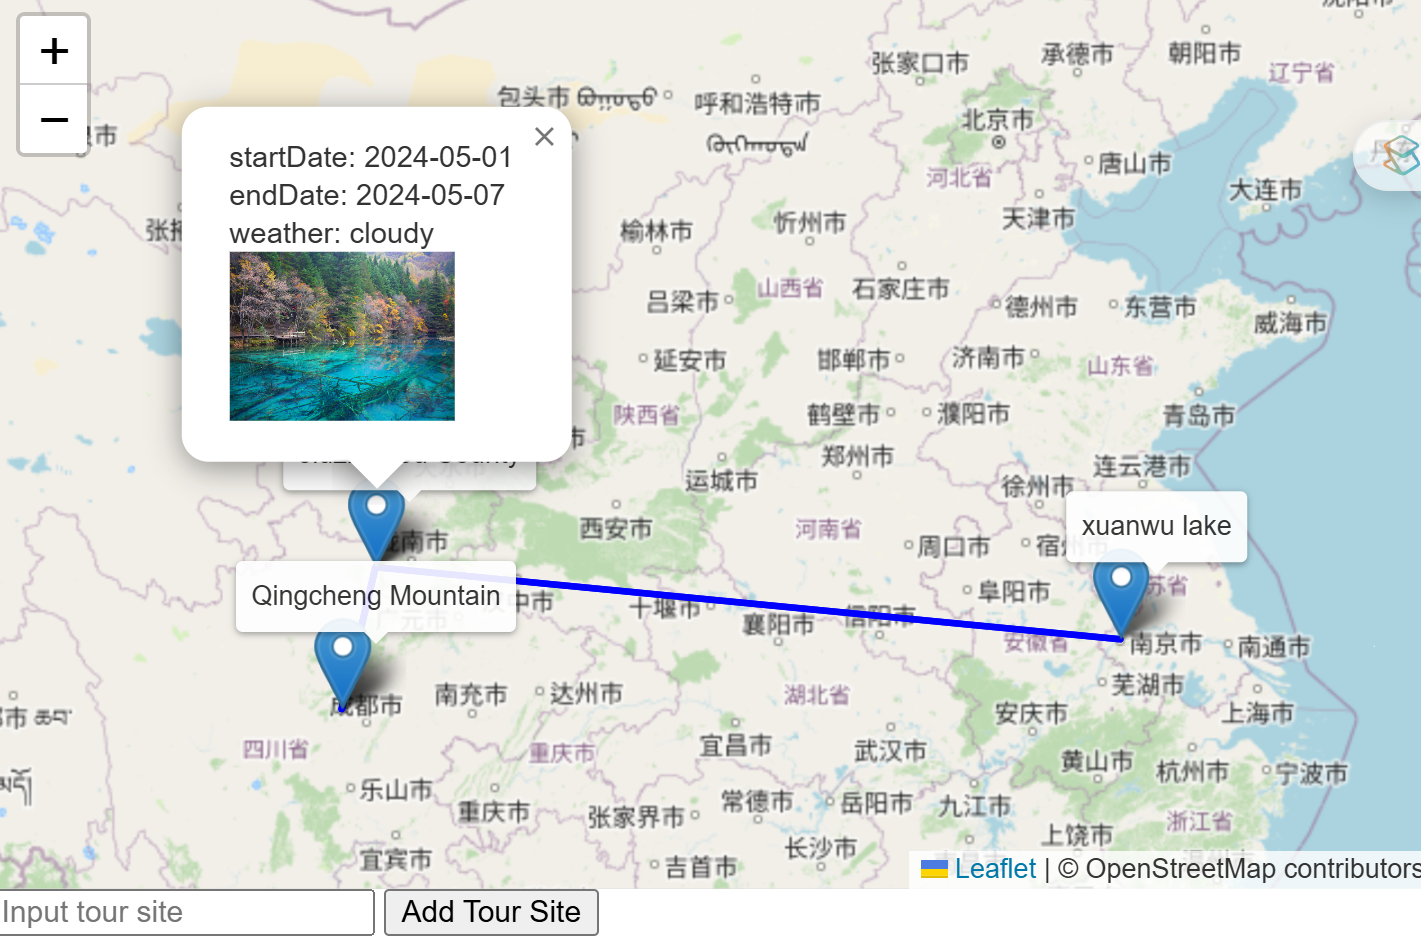 +
−
包头市
呼和浩特市
张家口市
承德市
朝阳市
辽宁省
北京市
唐山市
河北省
天津市
大连市
×
startDate: 2024-05-01
endDate: 2024-05-07
weather: cloudy
榆林市
忻州市
吕梁市
山西省
石家庄市
德州市
东营市
威海市
延安市
邯郸市
济南市
山东省
陕西省
鹤壁市
濮阳市
青岛市
郑州市
运城市
连云港市
徐州市
County
西安市
河南省
周口市
xuanwu lake
阜阳市
Qingcheng Mountain
广元市
十堰市
襄阳市
信阳市
安徽省
南京市
南通市
成都市
南充市
达州市
湖北省
芜湖市
安庆市
上海市
四川省
重庆市
宜昌市
武汉市
黄山市
杭州市
宁波市
乐山市
重庆市
张家界市
常德市
岳阳市
九江市
浙江省
宜宾市
吉首市
长沙市
上饶市
Leaflet | © OpenStreetMap contributors
Input tour site
Add Tour Site